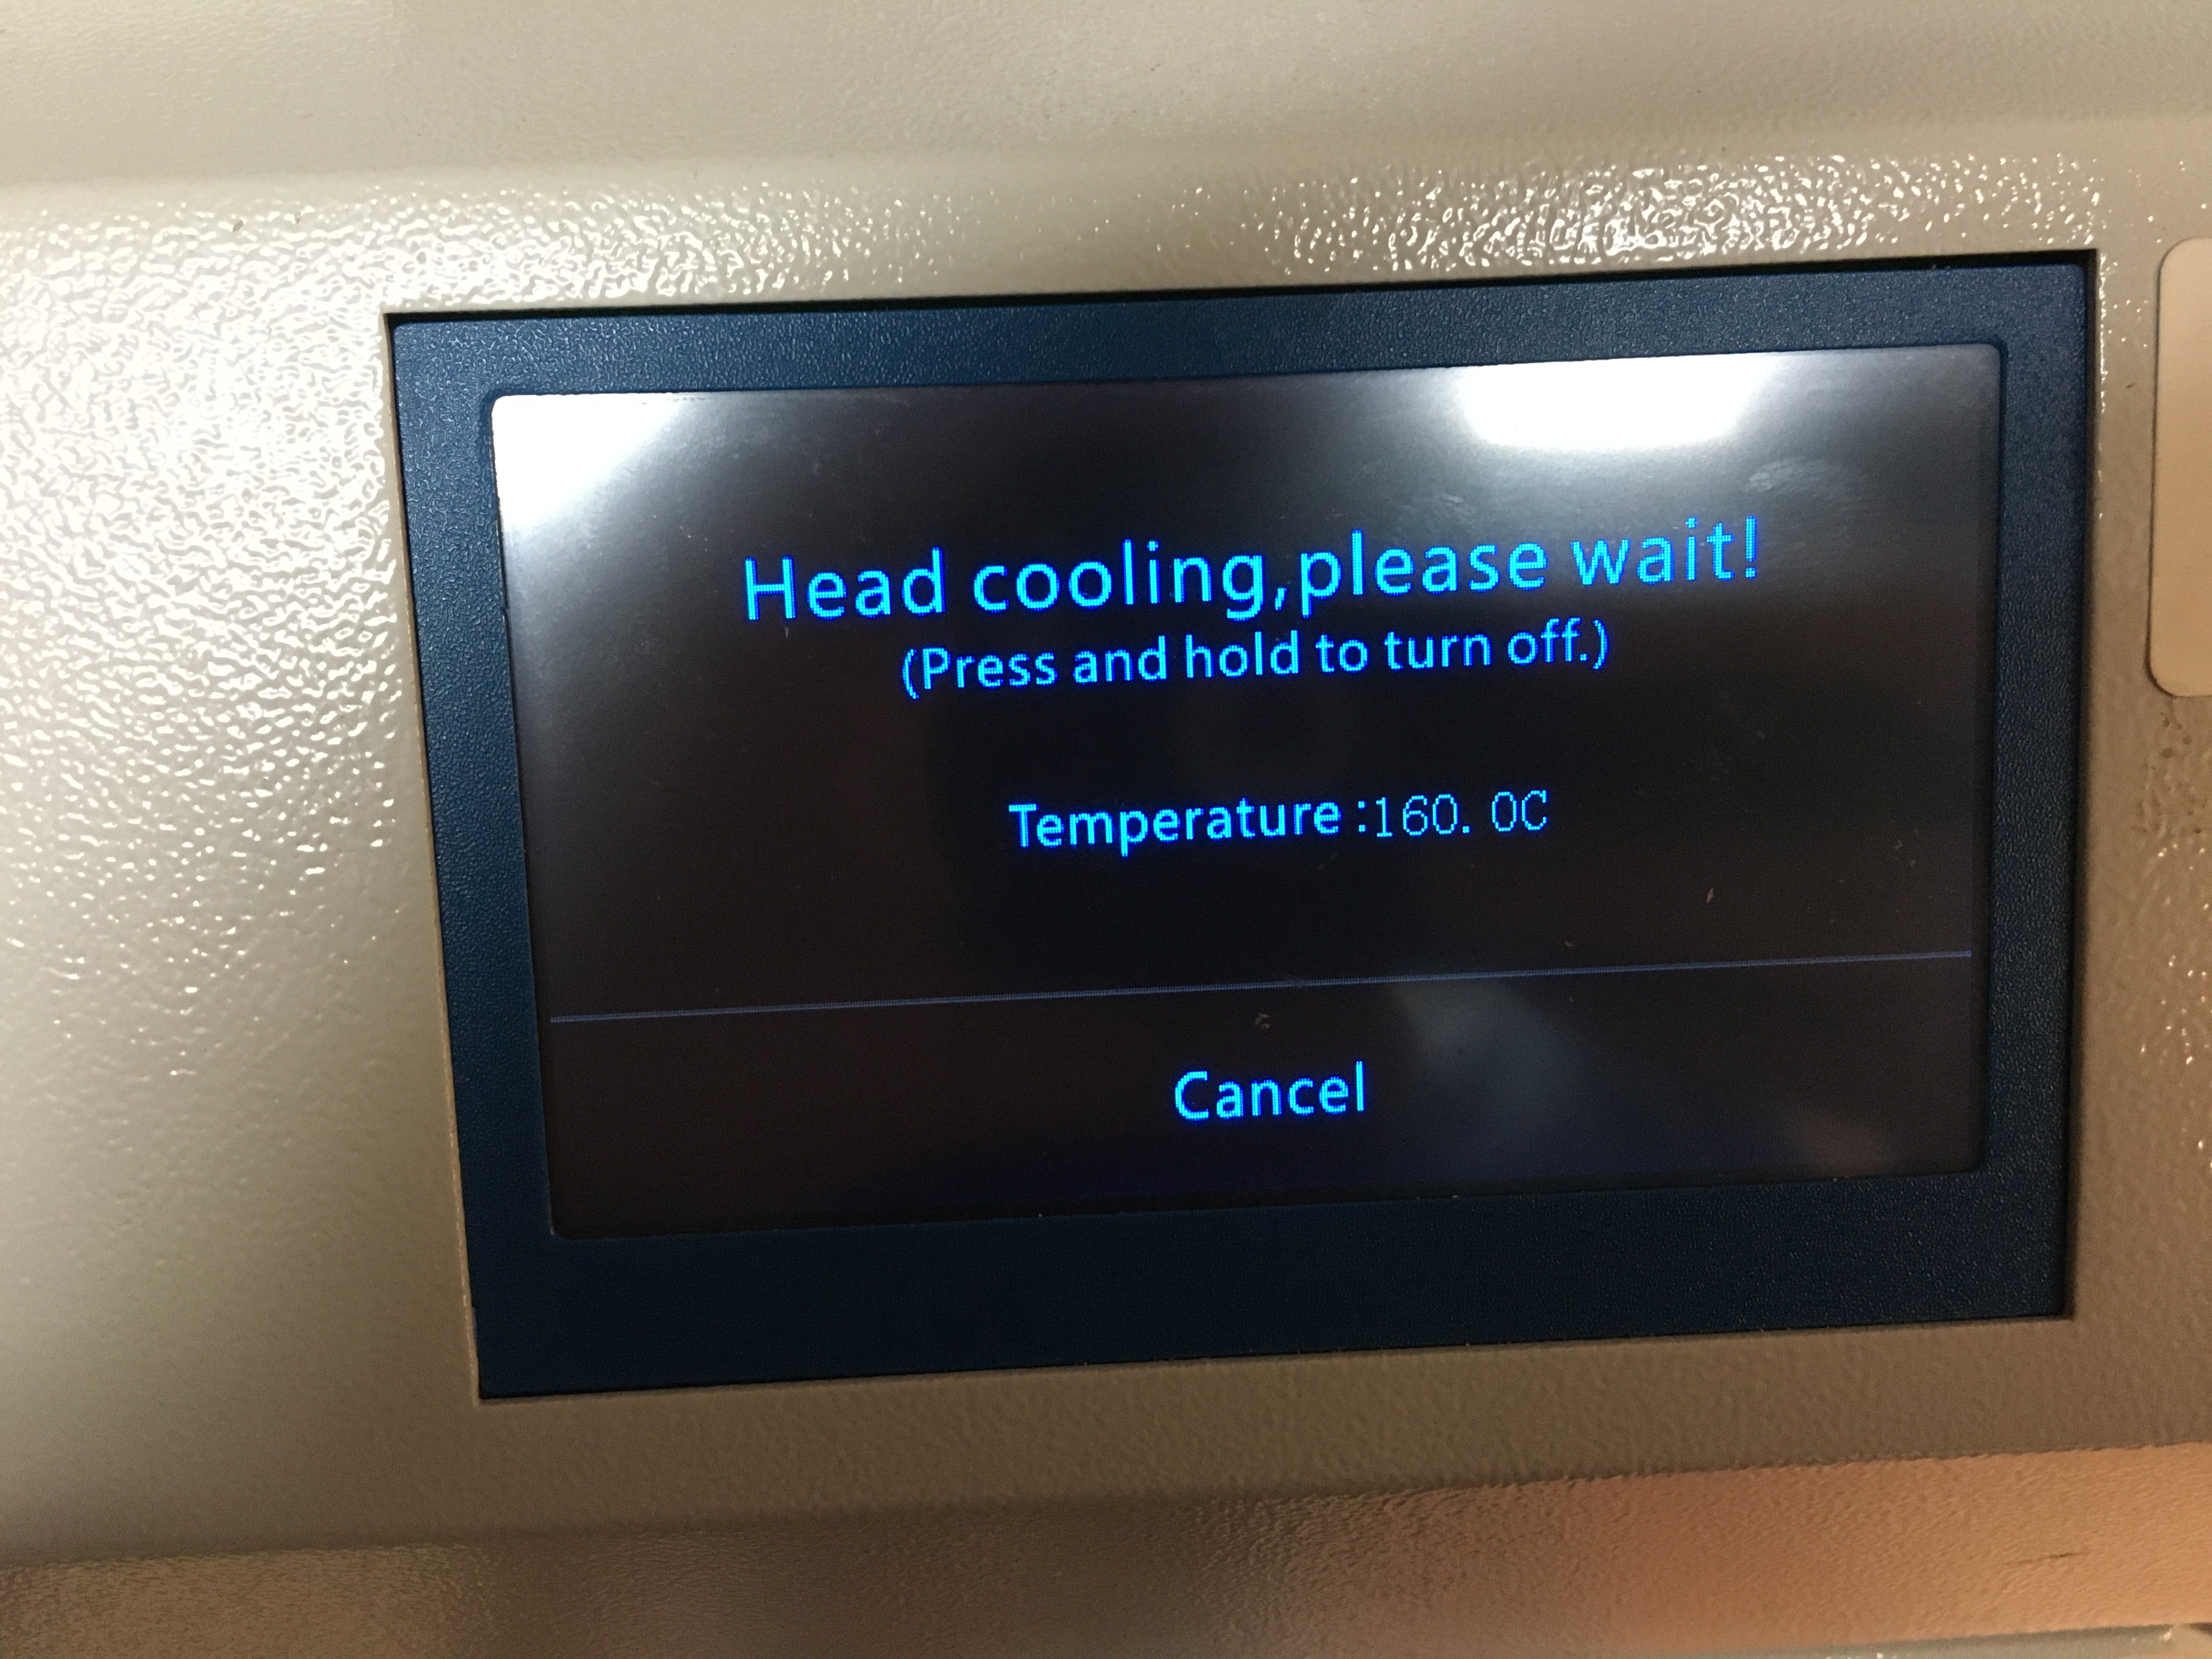 Head cooling,please wait!
(Press and hold to turn off.)
Temperature :160. 0C
Cancel